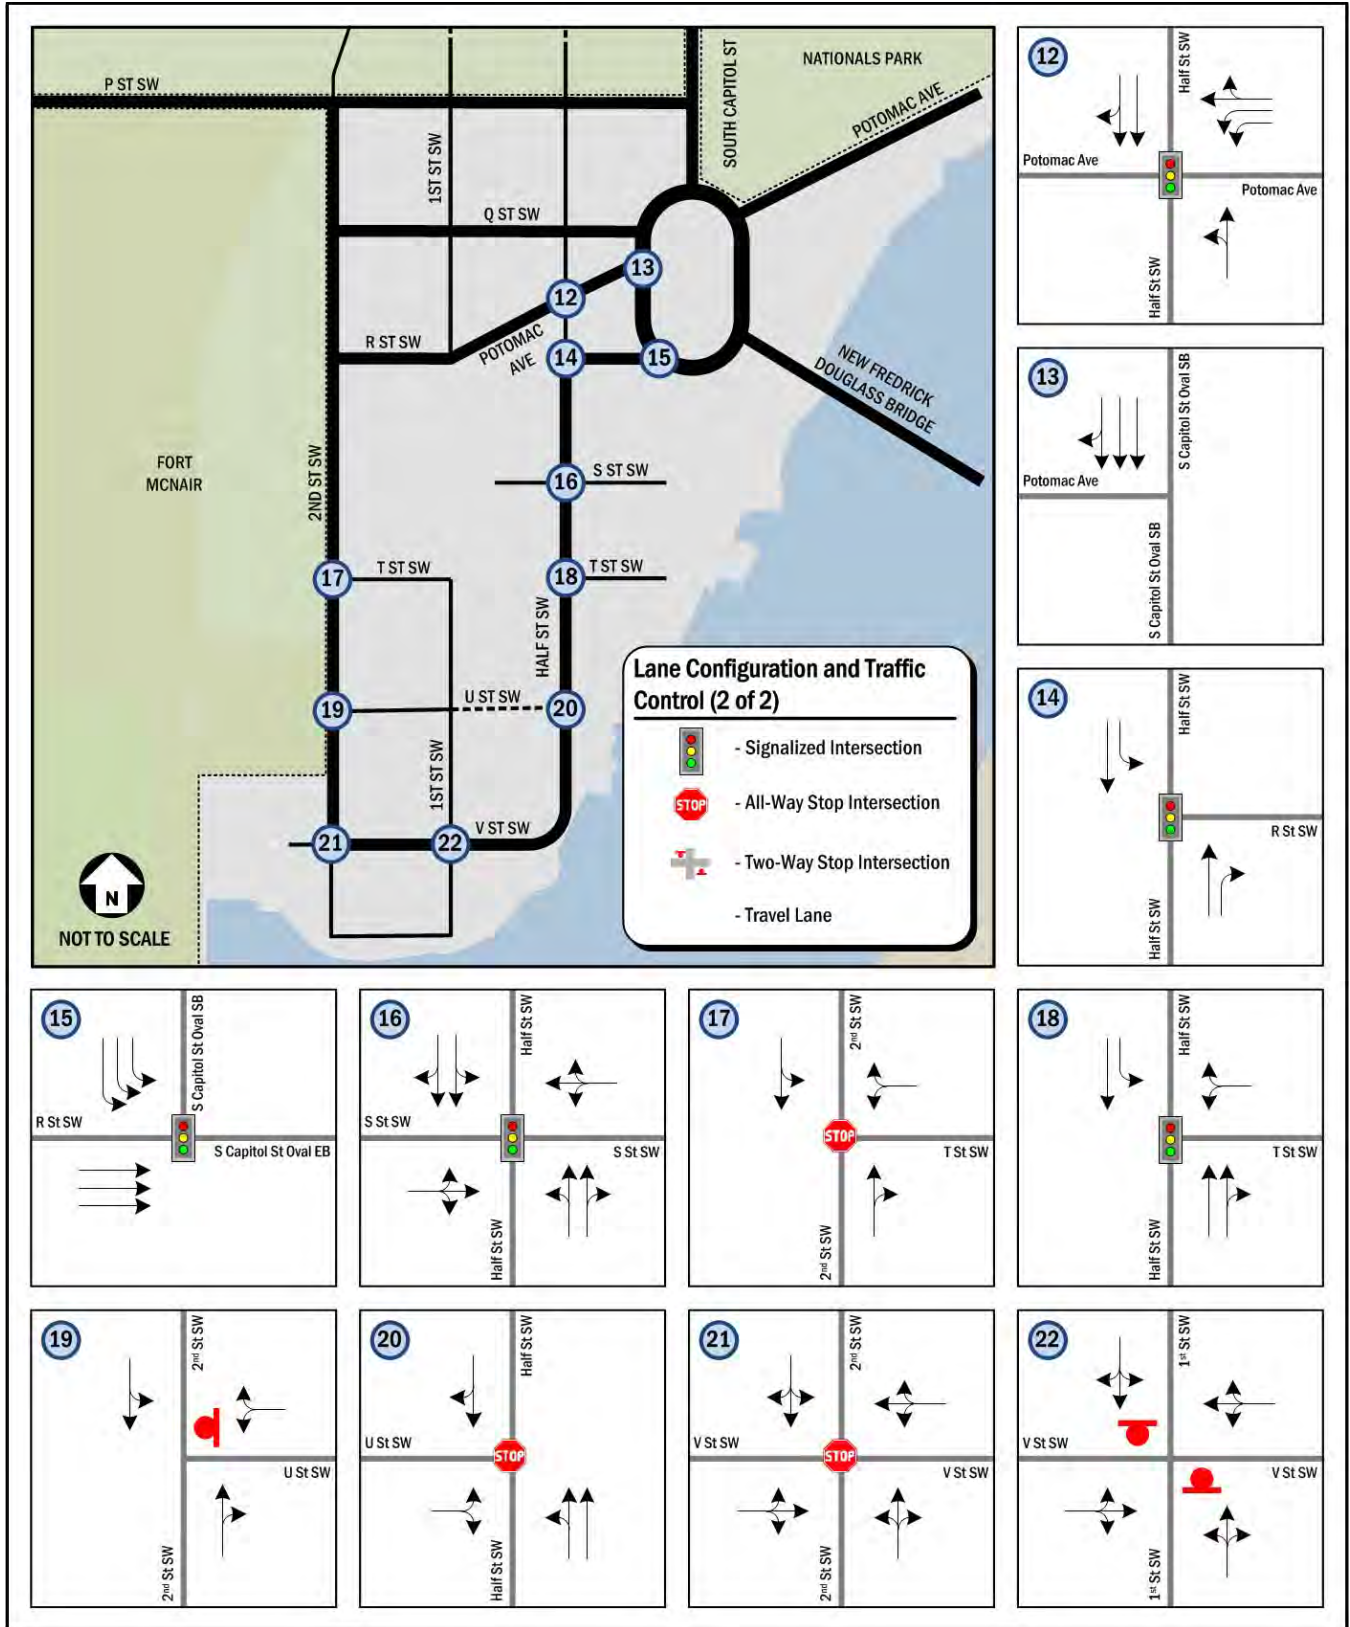 P ST SW
SOUTH CAPITOL ST
NATIONALS PARK
POTOMAC AVE
1ST ST SW
Q ST SW
13
12
R ST SW
POTOMAC
AVE
14
15
NEW FREDRICK
DOUGLASS BRIDGE
FORT
MCNAIR
2ND ST SW
16
S ST SW
17
T ST SW
18
T ST SW
HALF ST SW
19
U ST SW
20
1ST ST SW
21
22
V ST SW
N
NOT TO SCALE
Lane Configuration and Traffic
Control (2 of 2)
- Signalized Intersection
STOP
- All-Way Stop Intersection
- Two-Way Stop Intersection
- Travel Lane
12
Half St SW
Potomac Ave
Potomac Ave
Half St SW
13
S Capitol St Oval SB
Potomac Ave
S Capitol St Oval SB
14
Half St SW
R St SW
Half St SW
15
S Capitol St Oval SB
R St SW
S Capitol St Oval EB
16
Half St SW
S St SW
S St SW
Half St SW
17
2nd St SW
STOP
T St SW
2nd St SW
18
Half St SW
T St SW
Half St SW
19
2nd St SW
U St SW
2nd St SW
20
Half St SW
U St SW
STOP
Half St SW
21
2nd St SW
V St SW
STOP
V St SW
2nd St SW
22
1st St SW
V St SW
V St SW
1st St SW